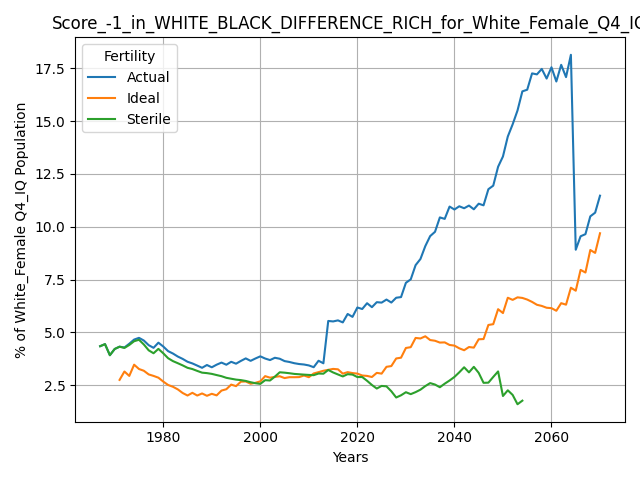 Score_-1_in_WHITE_BLACK_DIFFERENCE_RICH_for_White_Female_Q4_IQ
Fertility
Actual
Ideal
Sterile
% of White_Female Q4_IQ Population
17.5
15.0
12.5
10.0
7.5
5.0
2.5
1980
2000
2020
2040
2060
Years